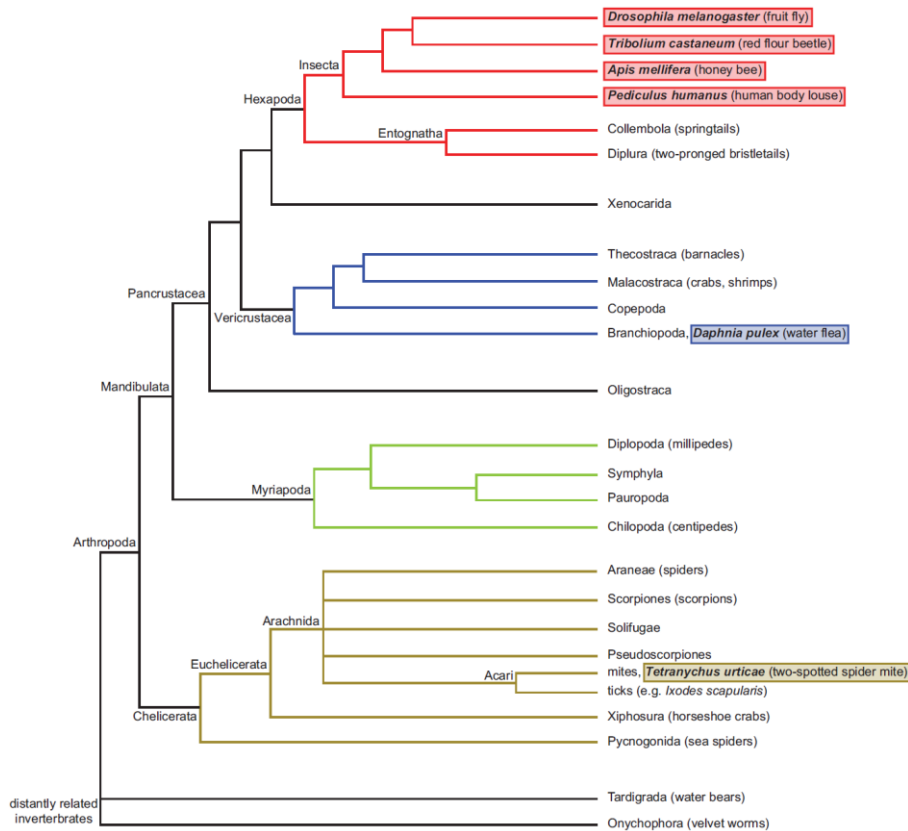 Drosophila melanogaster (fruit fly)
Tribolium castaneum (red flour beetle)
Insecta
Apis mellifera (honey bee)
Pediculus humanus (human body louse)
Hexapoda
Collembola (springtails)
Entognatha
Diplura (two-pronged bristletails)
Xenocarida
Thecostraca (barnacles)
Malacostraca (crabs, shrimps)
Pancrustacea
Copepoda
Vericrustacea
Branchiopoda, Daphnia pulex (water flea)
Mandibulata
Oligostraca
Diplopoda (millipedes)
Symphyla
Myriapoda
Pauropoda
Chilopoda (centipedes)
Arthropoda
Araneae (spiders)
Scorpiones (scorpions)
Arachnida
Solifugae
Pseudoscorpiones
Euchelicerata
Acari
mites, Tetranychus urticae (two-spotted spider mite)
ticks (e.g. Ixodes scapularis)
Chelicerata
Xiphosura (horseshoe crabs)
Pycnogonida (sea spiders)
distantly related
invertebrates
Tardigrada (water bears)
Onychophora (velvet worms)